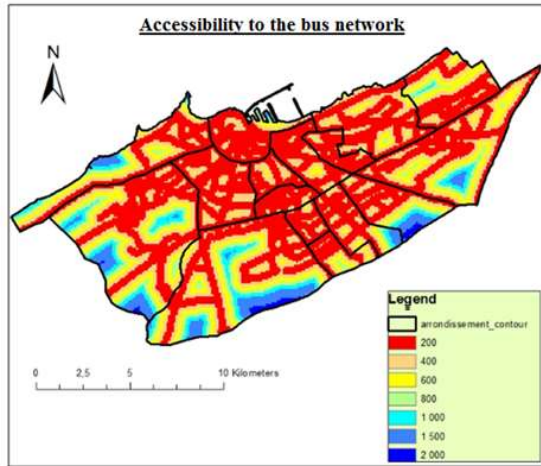 Accessibility to the bus network
N
0 2,5 5 10 Kilometers
Legend
arrondissement_contour
200
400
600
800
1 000
1 500
2 000